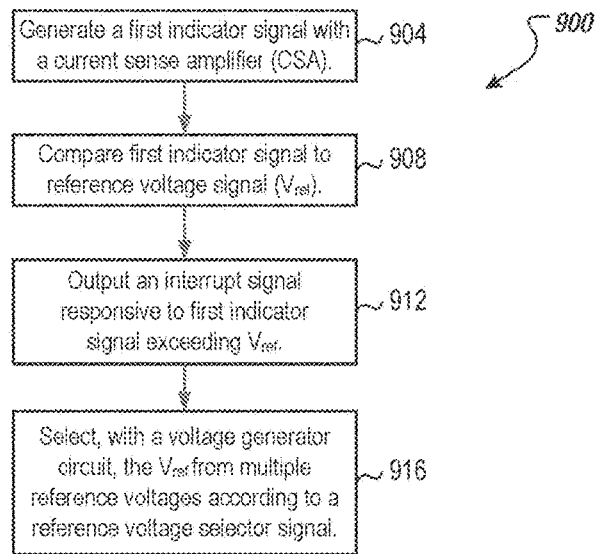 Generate a first indicator signal with
a current sense amplifier (CSA).
904
900
Compare first indicator signal to
reference voltage signal (Vref).
908
Output an interrupt signal
responsive to first indicator
signal exceeding Vref.
912
Select, with a voltage generator
circuit, the Vref from multiple
reference voltages according to a
reference voltage selector signal.
916